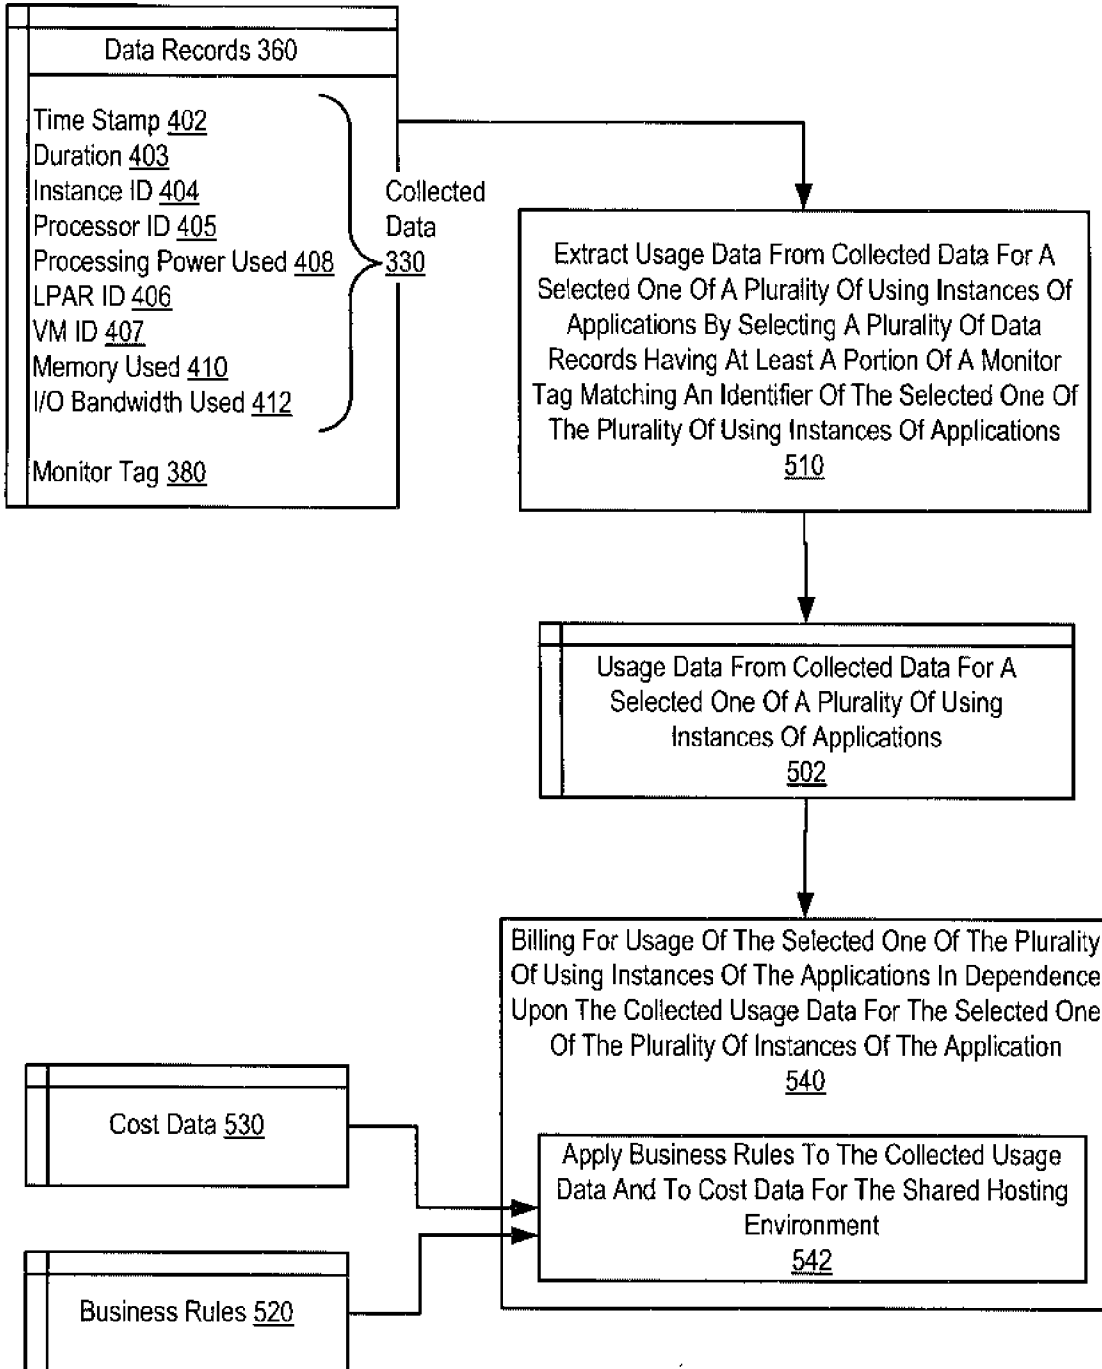 Data Records 360
Time Stamp 402
Duration 403
Instance ID 404
Processor ID 405
Processing Power Used 408
LPAR ID 406
VM ID 407
Memory Used 410
I/O Bandwidth Used 412
Monitor Tag 380
Collected
Data
330
Extract Usage Data From Collected Data For A
Selected One Of A Plurality Of Using Instances Of
Applications By Selecting A Plurality Of Data
Records Having At Least A Portion Of A Monitor
Tag Matching An Identifier Of The Selected One Of
The Plurality Of Using Instances Of Applications
510
Usage Data From Collected Data For A
Selected One Of A Plurality Of Using
Instances Of Applications
502
Billing For Usage Of The Selected One Of The Plurality
Of Using Instances Of The Applications In Dependence
Upon The Collected Usage Data For The Selected One
Of The Plurality Of Instances Of The Application
540
Cost Data 530
Apply Business Rules To The Collected Usage
Data And To Cost Data For The Shared Hosting
Environment
542
Business Rules 520